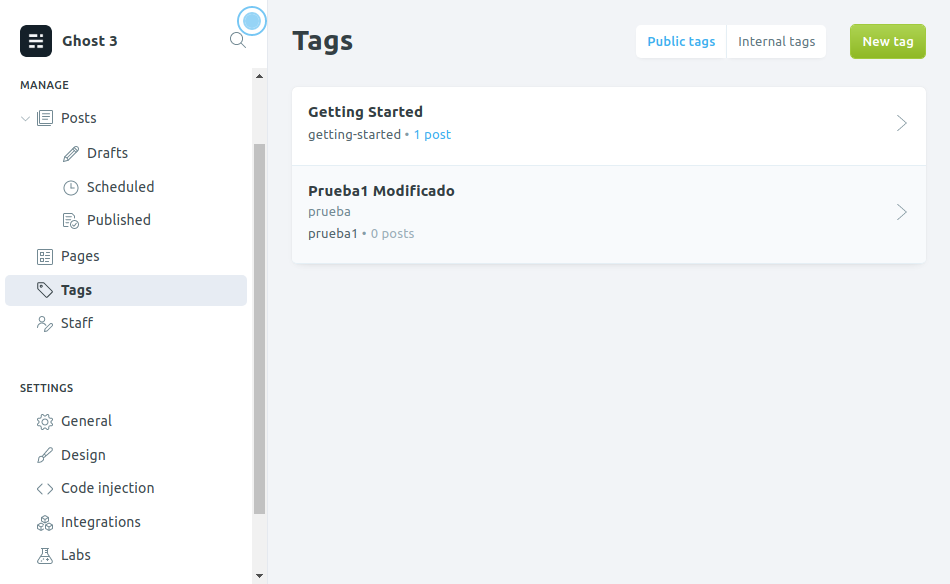 Ghost 3
MANAGE
Posts
Drafts
Scheduled
Published
Pages
Tags
Staff
SETTINGS
General
Design
Code injection
Integrations
Labs
Tags
Public tags
Internal tags
New tag
Getting Started
getting-started • 1 post
Prueba1 Modificado
prueba
prueba1 • 0 posts